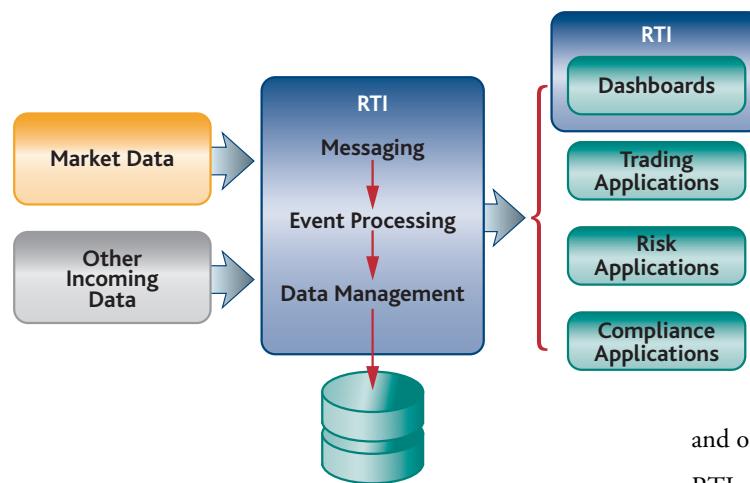 RTI
Dashboards
RTI
Messaging
Market Data
Trading
Applications
Event Processing
Other
Incoming
Data
Risk
Applications
Data Management
Compliance
Applications
and o